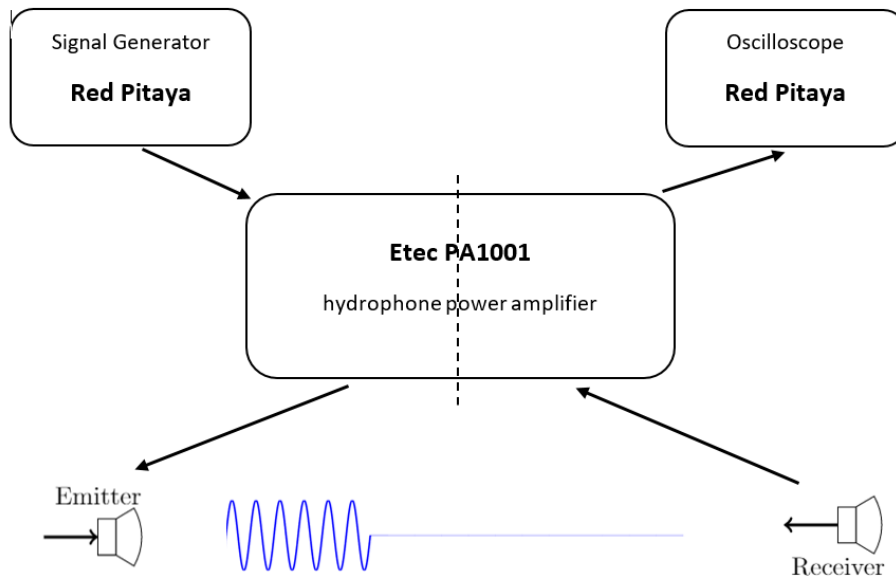 Signal Generator
Red Pitaya
Oscilloscope
Red Pitaya
Etec PA1001
hydrophone power amplifier
Emitter
Receiver